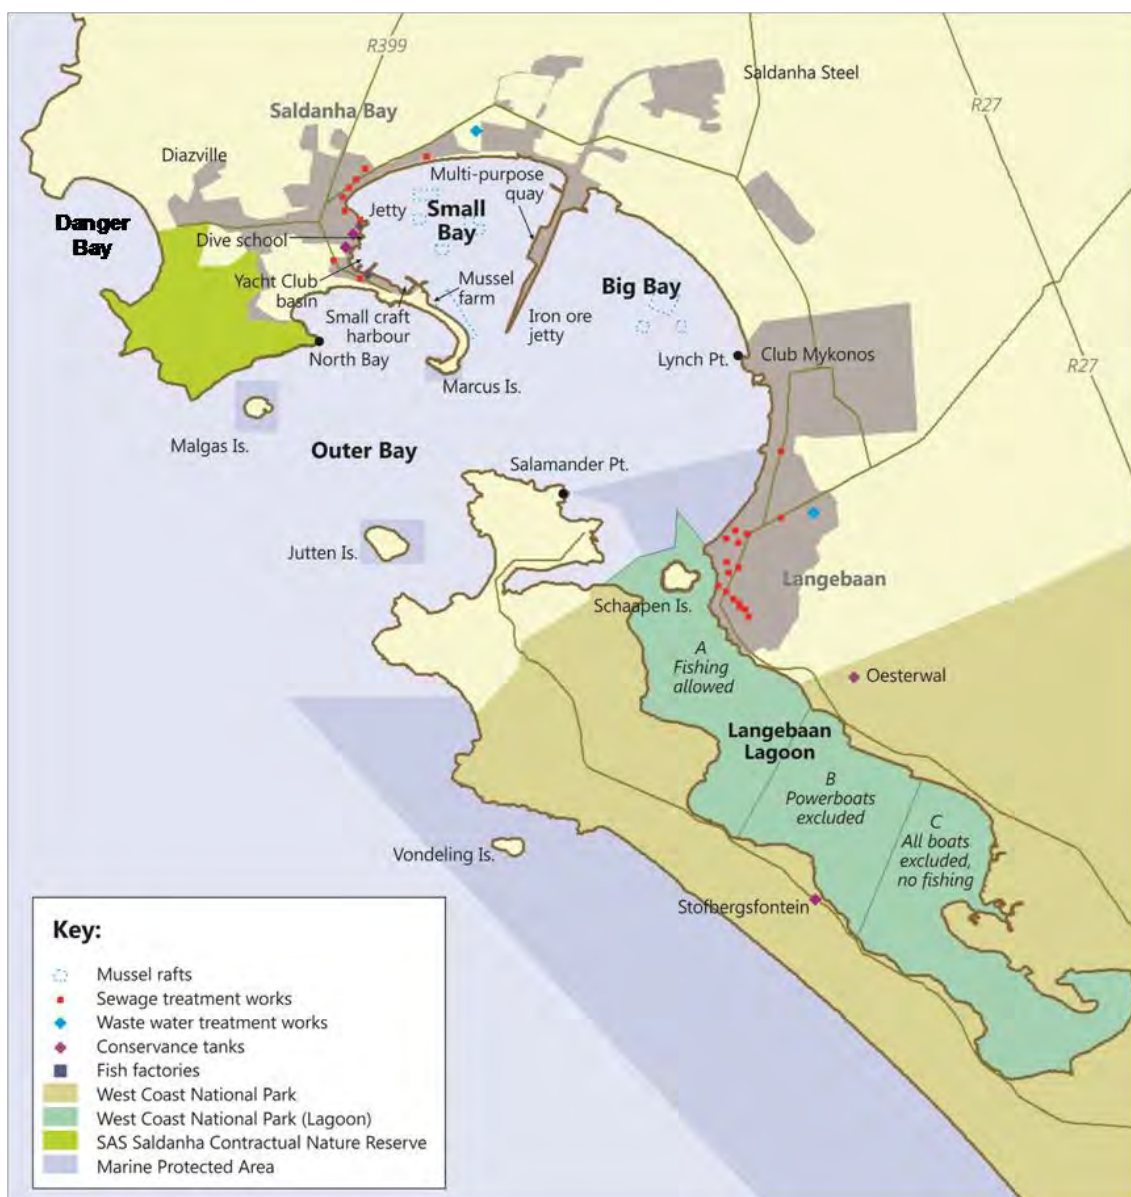 R399
Saldanha Steel
Saldanha Bay
R27
Diazville
Multi-purpose
quay
Jetty
Small
Bay
Danger
Bay
Dive school
Yacht Club
basin
Mussel
farm
Big Bay
Small craft
harbour
Iron ore
jetty
North Bay
Lynch Pt.
Club Mykonos
R27
Marcus Is.
Malgas Is.
Outer Bay
Salamander Pt.
Jutten Is.
Schaapen Is.
Langebaan
A
Fishing
allowed
Oesterwal
Langebaan
Lagoon
B
Powerboats
excluded
C
All boats
excluded,
no fishing
Vondeling Is.
Stofbergsfontein
Key:
Mussel rafts
Sewage treatment works
Waste water treatment works
Conservance tanks
Fish factories
West Coast National Park
West Coast National Park (Lagoon)
SAS Saldanha Contractual Nature Reserve
Marine Protected Area